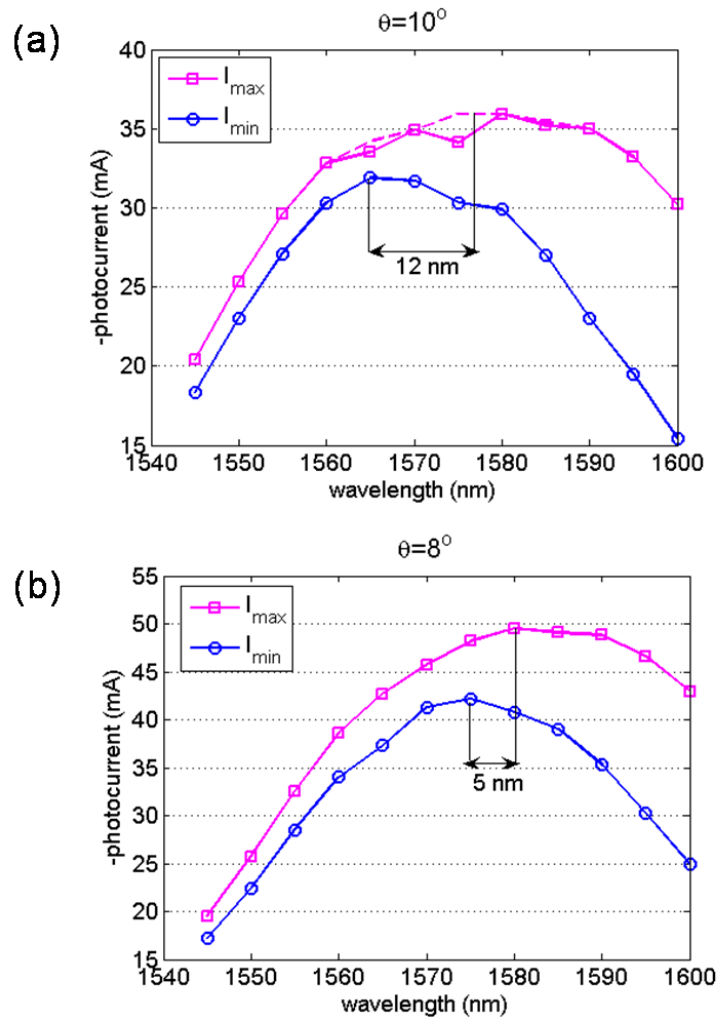 (a)
θ=10°
40
35
30
25
20
15
-photocurrent (mA)
I max
I min
12 nm
1540 1550 1560 1570 1580 1590 1600
wavelength (nm)
(b)
θ=8°
55
50
45
40
35
30
25
20
15
-photocurrent (mA)
I max
I min
5 nm
1540 1550 1560 1570 1580 1590 1600
wavelength (nm)